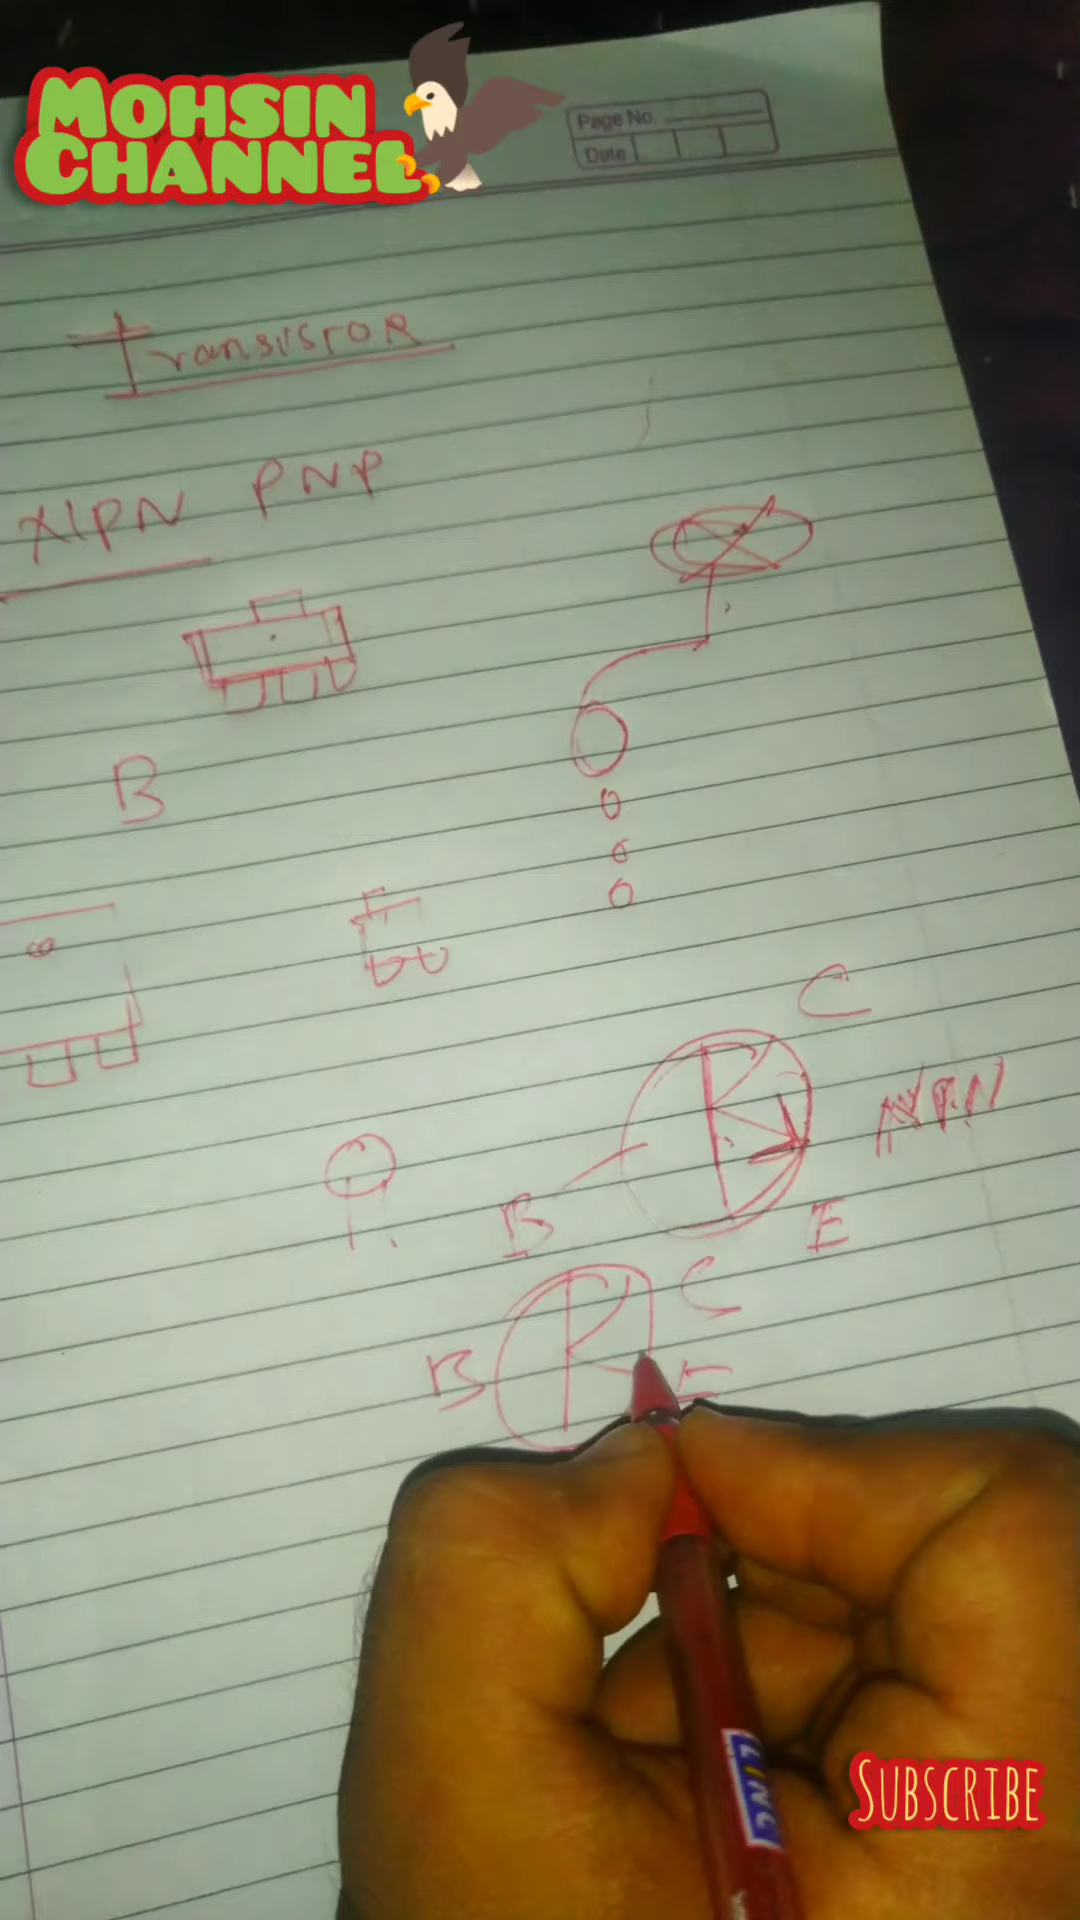 MOHSIN
CHANNEL
Page No.
Date
TransisTOR
NPN PNP
B
C
NPN
B
E
C
B
E
LINC
SUBSCRIBE